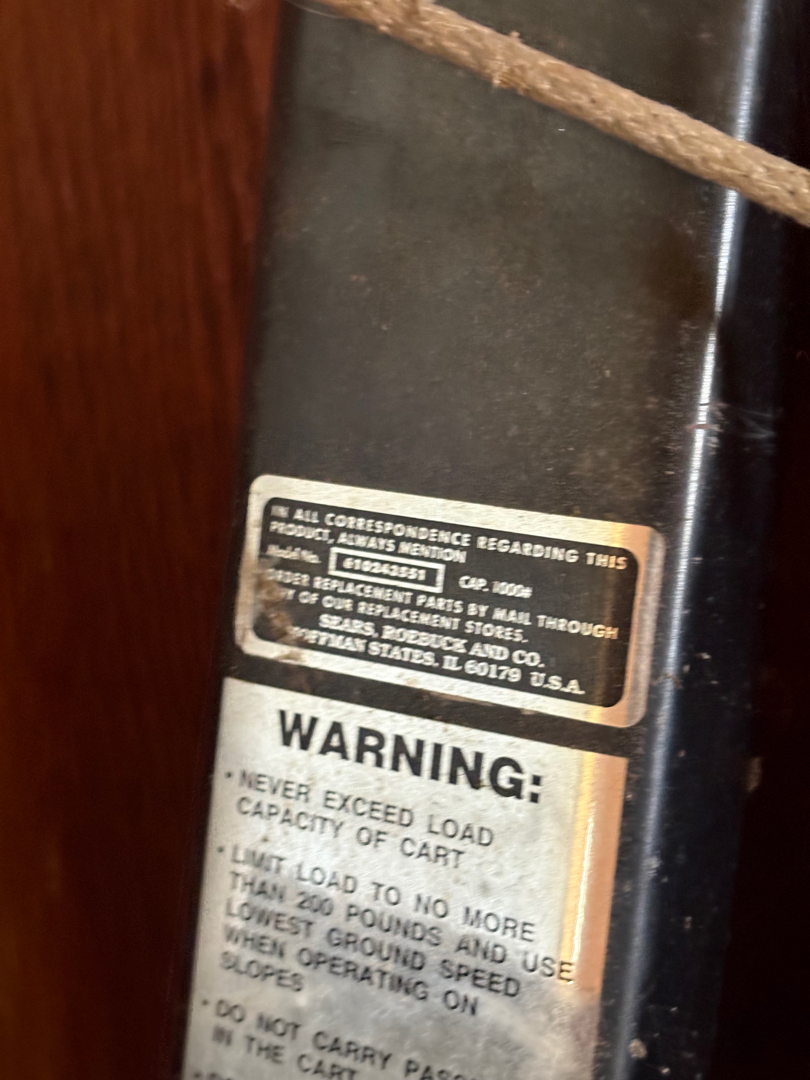 IN ALL CORRESPONDENCE REGARDING THIS
PRODUCT, ALWAYS MENTION
Model No. 610243551 CAP. 1000#
ORDER REPLACEMENT PARTS BY MAIL THROUGH
OF OUR REPLACEMENT STORES.
SEARS, ROEBUCK AND CO.
HOFFMAN STATES, IL 60179 U.S.A.
WARNING:
• NEVER EXCEED LOAD
CAPACITY OF CART
• LIMIT LOAD TO NO MORE
THAN 200 POUNDS AND USE
LOWEST GROUND SPEED
WHEN OPERATING ON
SLOPES
• DO NOT CARRY
IN THE CART